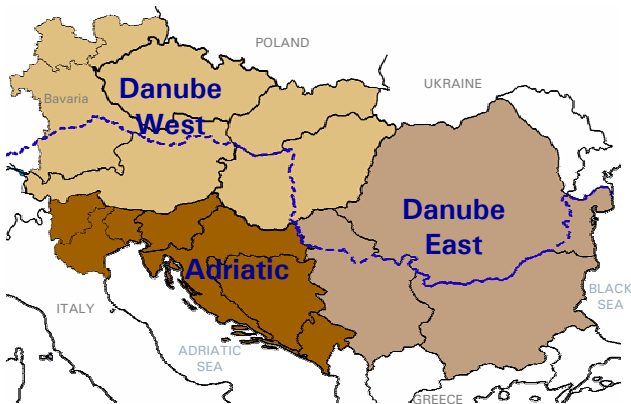 POLAND
UKRAINE
Bavaria
Danube
West
Danube
East
Adriatic
BLACK
SEA
ITALY
ADRIATIC
SEA
GREECE